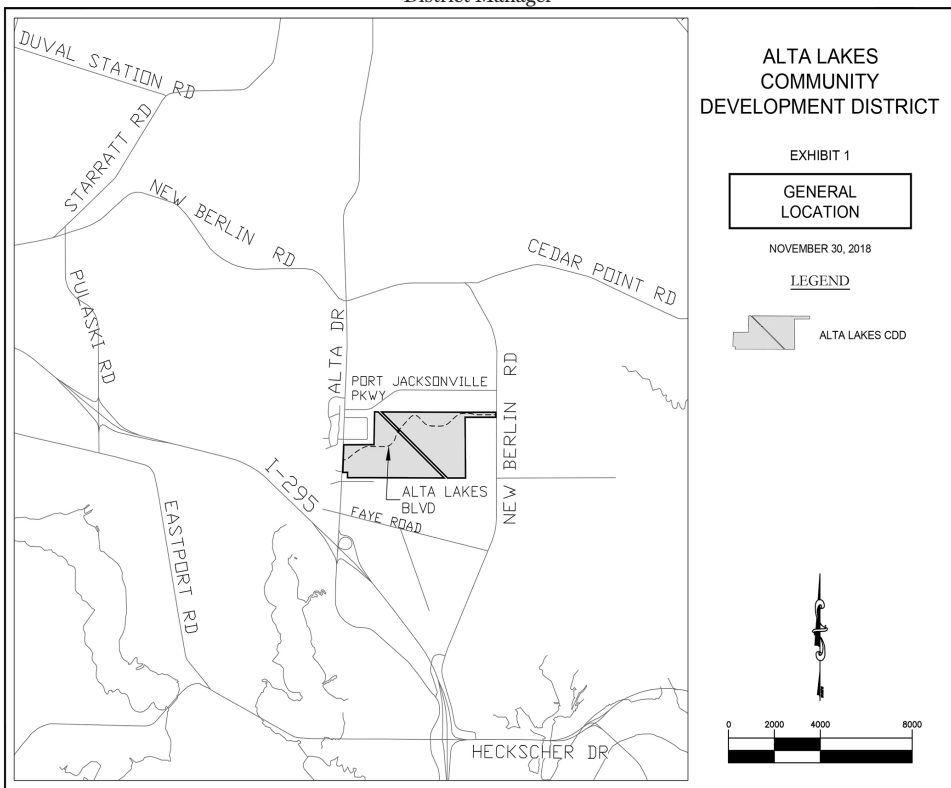 District Manager
DUVAL STATION RD
STARRATT RD
NEW BERLIN RD
CEDAR POINT RD
PULASKI RD
ALTA DR
PORT JACKSONVILLE
PKWY
NEW BERLIN RD
I-295
ALTA LAKES
BLVD
FAYE ROAD
EASTPORT RD
HECKSCHER DR
ALTA LAKES
COMMUNITY
DEVELOPMENT DISTRICT
EXHIBIT 1
GENERAL
LOCATION
NOVEMBER 30, 2018
LEGEND
ALTA LAKES CDD
0 2000 4000 8000